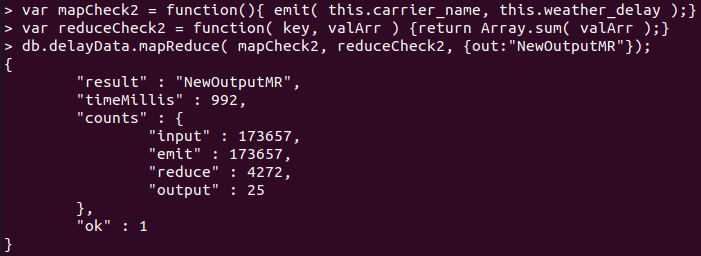 > var mapCheck2 = function(){ emit( this.carrier_name, this.weather_delay );}
> var reduceCheck2 = function( key, valArr ) {return Array.sum( valArr );}
> db.delayData.mapReduce( mapCheck2, reduceCheck2, {out:"NewOutputMR"});
{
        "result" : "NewOutputMR",
        "timeMillis" : 992,
        "counts" : {
                "input" : 173657,
                "emit" : 173657,
                "reduce" : 4272,
                "output" : 25
        },
        "ok" : 1
}